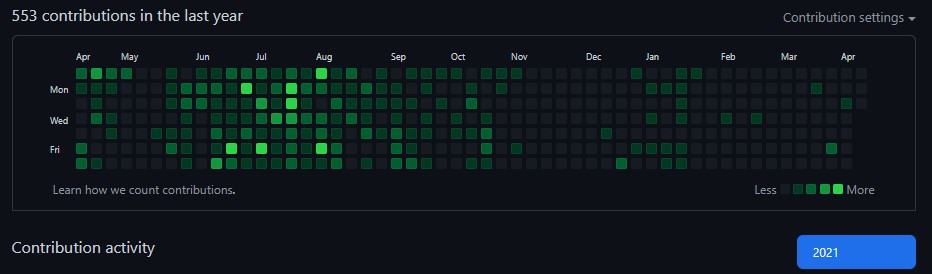 553 contributions in the last year
Contribution settings
Apr May Jun Jul Aug Sep Oct Nov Dec Jan Feb Mar Apr
Mon
Wed
Fri
Learn how we count contributions.
Less More
Contribution activity
2021